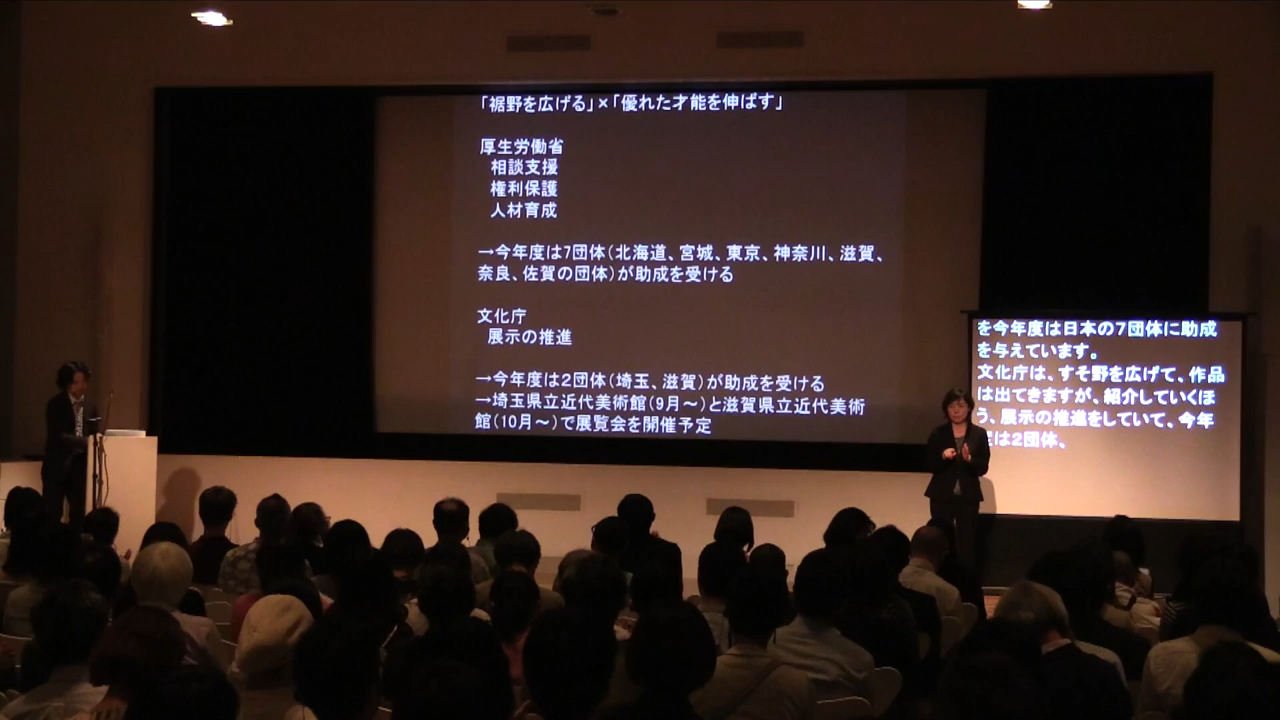 「裾野を広げる」×「優れた才能を伸ばす」
厚生労働省
相談支援
権利保護
人材育成
→今年度は7団体(北海道、宮城、東京、神奈川、滋賀、
奈良、佐賀の団体)が助成を受ける
文化庁
展示の推進
→今年度は２団体(埼玉、滋賀)が助成を受ける
→埼玉県立近代美術館(9月～)と滋賀県立近代美術
館(10月～)で展覧会を開催予定
を今年度は日本の７団体に助成
を与えています。
文化庁は、すそ野を広げて、作品
は出てきますが、紹介していくほ
う、展示の推進をしていて、今年
は２団体、